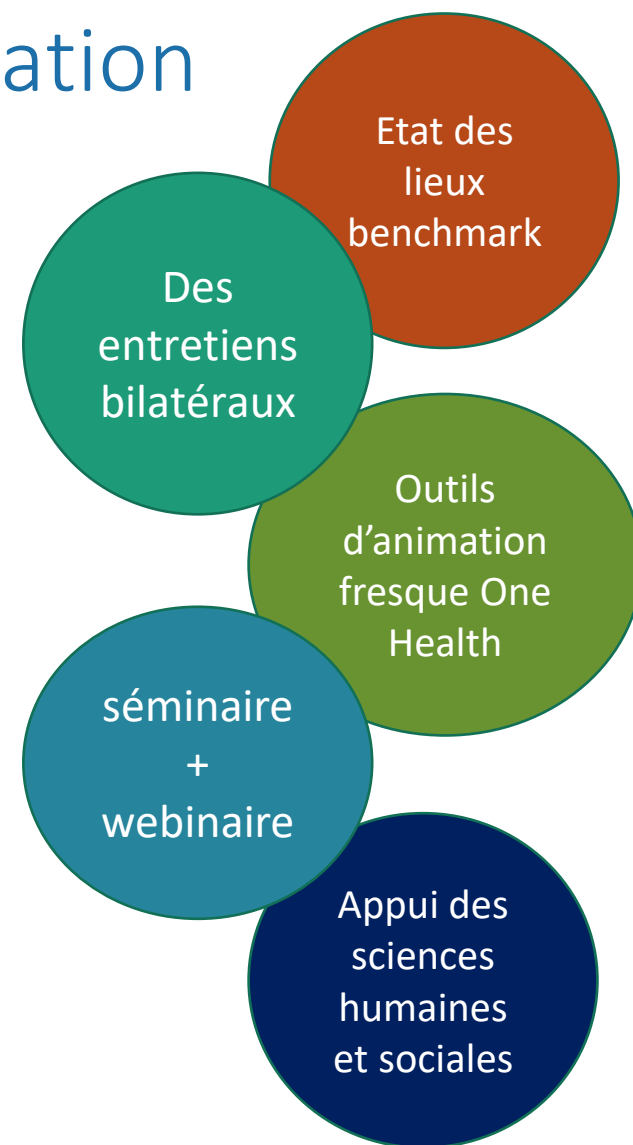 ation
Etat des
lieux
benchmark
Des
entretiens
bilatéraux
Outils
d’animation
fresque One
Health
séminaire
+
webinaire
Appui des
sciences
humaines
et sociales